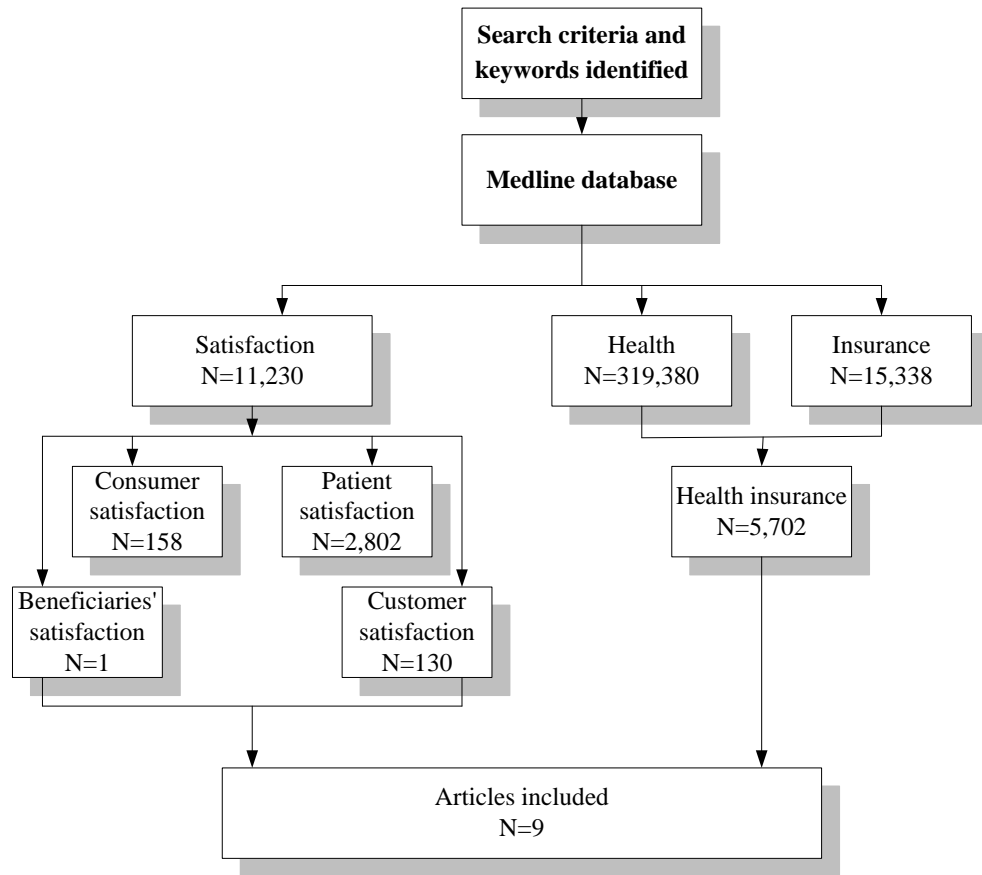 Search criteria and
keywords identified
Medline database
Satisfaction
N=11,230
Health
N=319,380
Insurance
N=15,338
Consumer
satisfaction
N=158
Patient
satisfaction
N=2,802
Health insurance
N=5,702
Beneficiaries'
satisfaction
N=1
Customer
satisfaction
N=130
Articles included
N=9